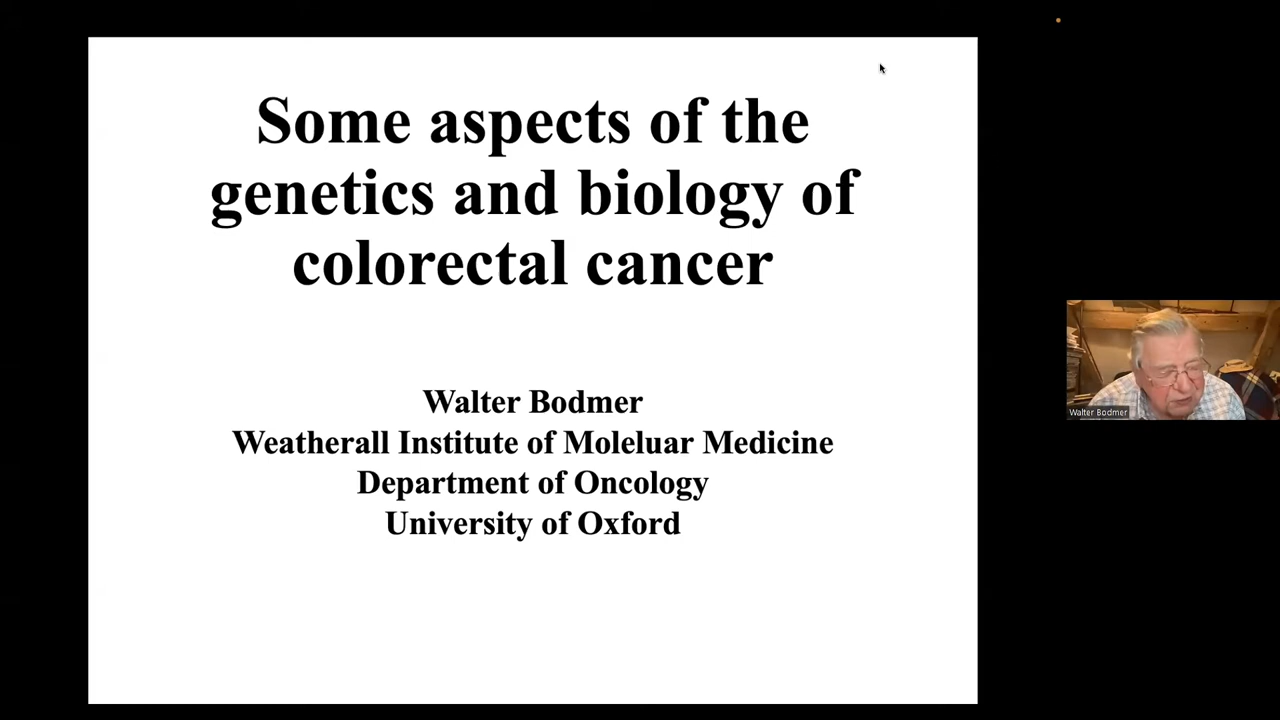 Some aspects of the
genetics and biology of
colorectal cancer
Walter Bodmer
Weatherall Institute of Moleluar Medicine
Department of Oncology
University of Oxford
Walter Bodmer